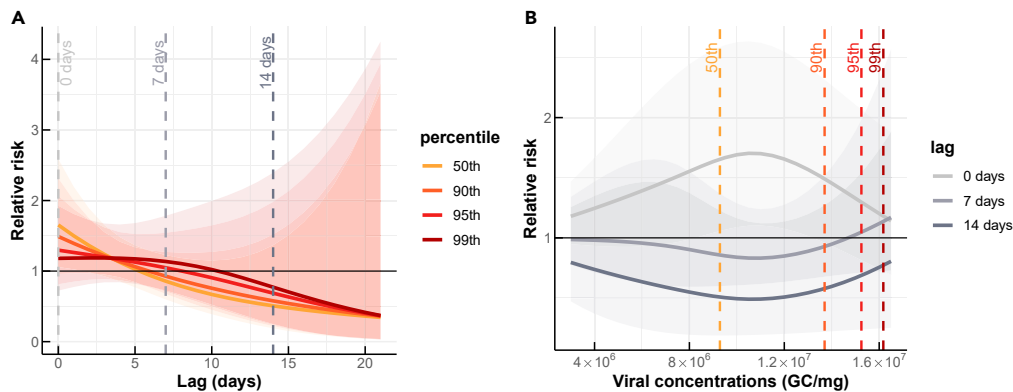 A
Relative risk
4
3
2
1
0
0 days
7 days
14 days
0
5
10
15
20
Lag (days)
percentile
50th
90th
95th
99th
B
Relative risk
2
1
50th
90th
95th
99th
4×10⁶
8×10⁶
1.2×10⁷
1.6×10⁷
Viral concentrations (GC/mg)
lag
0 days
7 days
14 days